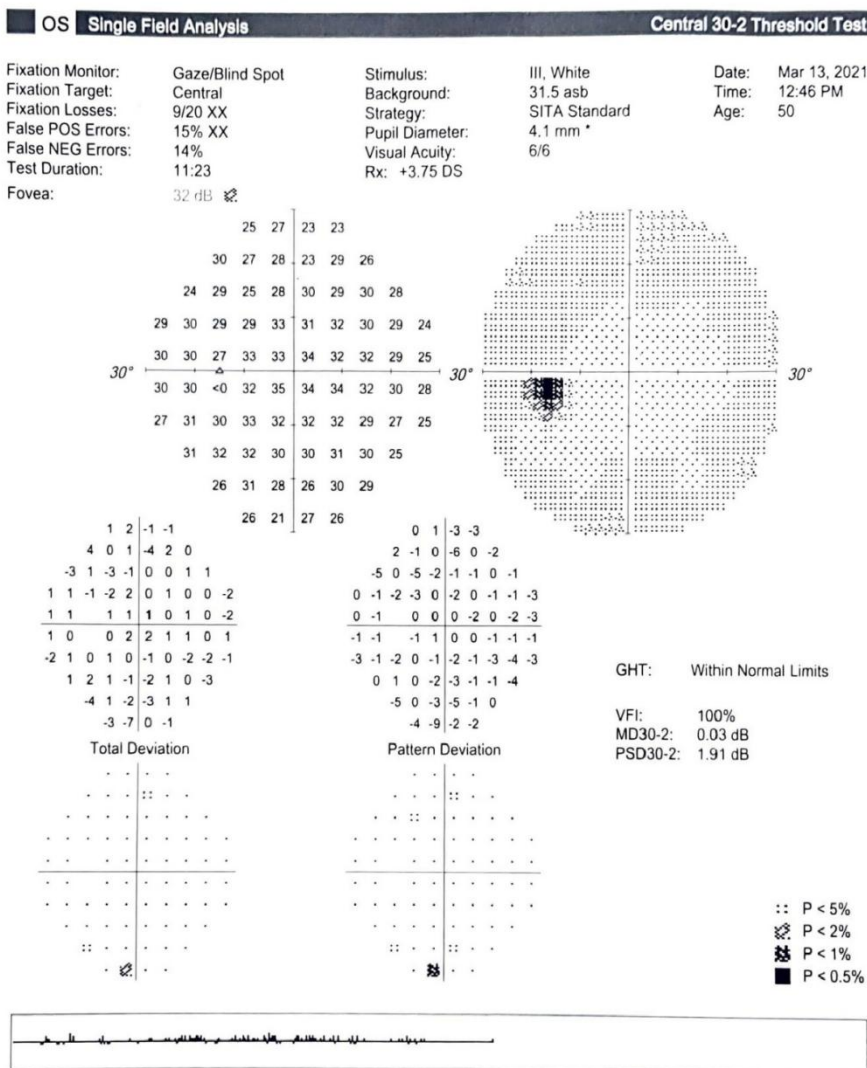 OS Single Field Analysis Central 30-2 Threshold Test
Fixation Monitor: Gaze/Blind Spot Stimulus: III, White Date: Mar 13, 2021
Fixation Target: Central Background: 31.5 asb Time: 12:46 PM
Fixation Losses: 9/20 XX Strategy: SITA Standard Age: 50
False POS Errors: 15% XX Pupil Diameter: 4.1 mm *
False NEG Errors: 14% Visual Acuity: 6/6
Test Duration: 11:23 Rx: +3.75 DS
Fovea: 32 dB
25 27 23 23
30 27 28 23 29 26
24 29 25 28 30 29 30 28
29 30 29 29 33 31 32 30 29 24
30 30 27 33 33 34 32 32 29 25
30° 30° 30°
30 30 <0 32 35 34 34 32 30 28
27 31 30 33 32 32 32 29 27 25
31 32 32 30 30 31 30 25
26 31 28 26 30 29
26 21 27 26
1 2 -1 -1 0 1 -3 -3
4 0 1 -4 2 0 2 -1 0 -6 0 -2
-3 1 -3 -1 0 0 1 1 -5 0 -5 -2 -1 -1 0 -1
1 1 -1 -2 2 0 1 0 0 -2 0 -1 -2 -3 0 -2 0 -1 -1 -3
1 1 1 1 1 1 0 1 0 -2 0 -1 0 0 0 0 -2 0 -2 -3
1 0 0 2 2 1 1 0 1 -1 -1 -1 1 0 0 -1 -1 -1
-2 1 0 1 0 -1 0 -2 -2 -1 -3 -1 -2 0 -1 -2 -1 -3 -4 -3
1 2 1 -1 -2 1 0 -3 0 1 0 -2 -3 -1 -1 -4
-4 1 -2 -3 1 1 -5 0 -3 -5 -1 0
-3 -7 0 -1 -4 -9 -2 -2
Total Deviation Pattern Deviation
GHT: Within Normal Limits
VFI: 100%
MD30-2: 0.03 dB
PSD30-2: 1.91 dB
P < 5%
P < 2%
P < 1%
P < 0.5%